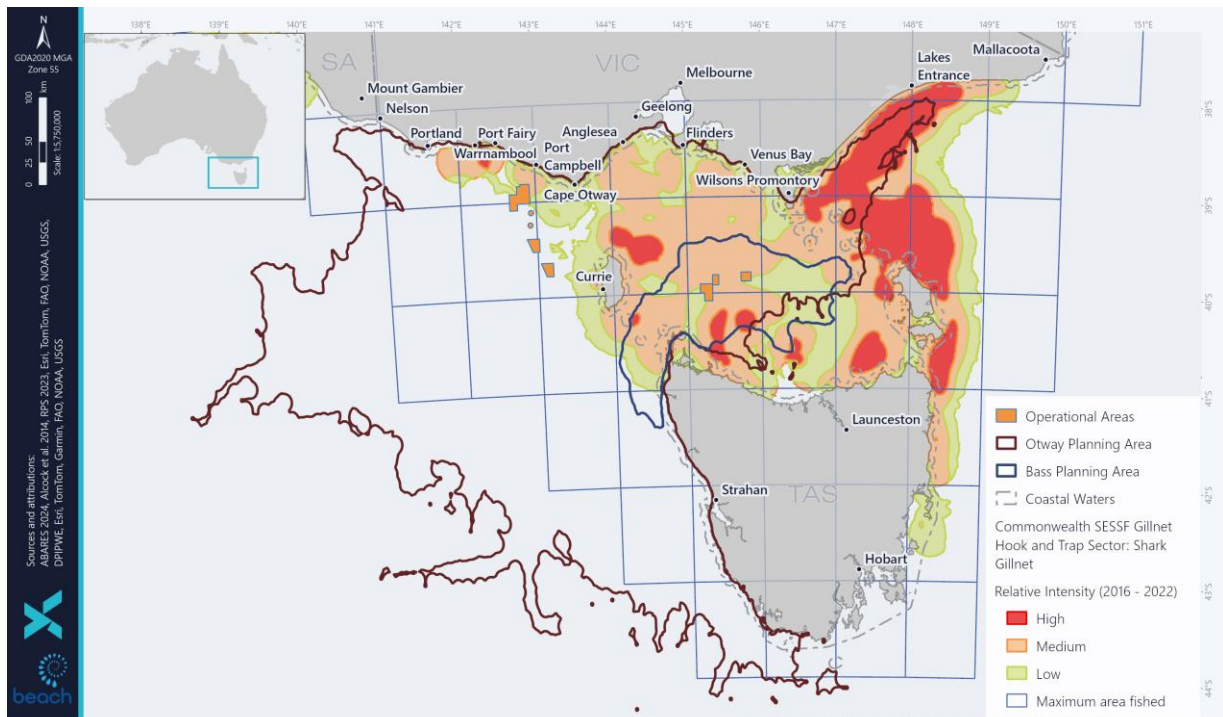 N
GDA2020 MGA
Zone 55
0 25 50 100
km
Scale: 1:5,750,000
Sources and attributions:
ABARES 2024, Alcock et al. 2014, RPS 2023, Esri, TomTom, FAO, NOAA, USGS,
DPIPWE, Esri, TomTom, Garmin, FAO, NOAA, USGS
beach
138°E
139°E
140°E
141°E
142°E
143°E
144°E
145°E
146°E
147°E
148°E
149°E
150°E
151°E
38°S
39°S
40°S
41°S
42°S
43°S
44°S
SA
VIC
TAS
Mallacoota
Lakes
Entrance
Melbourne
Mount Gambier
Nelson
Geelong
Portland
Port Fairy
Anglesea
Flinders
Warrnambool
Port
Campbell
Venus Bay
Cape Otway
Wilsons Promontory
Currie
Launceston
Strahan
Hobart
Operational Areas
Otway Planning Area
Bass Planning Area
Coastal Waters
Commonwealth SESSF Gillnet
Hook and Trap Sector: Shark
Gillnet
Relative Intensity (2016 - 2022)
High
Medium
Low
Maximum area fished